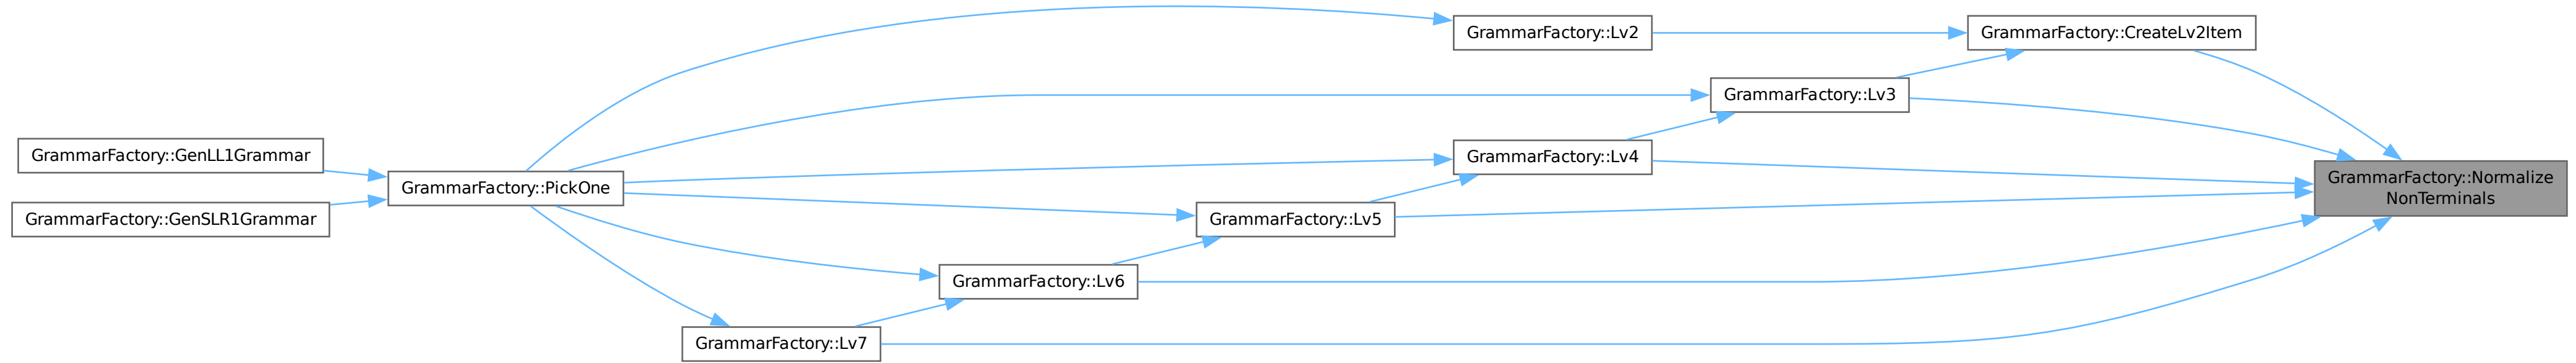 GrammarFactory::Lv2
GrammarFactory::CreateLv2Item
GrammarFactory::Lv3
GrammarFactory::GenLL1Grammar
GrammarFactory::Lv4
GrammarFactory::PickOne
GrammarFactory::Normalize
NonTerminals
GrammarFactory::GenSLR1Grammar
GrammarFactory::Lv5
GrammarFactory::Lv6
GrammarFactory::Lv7